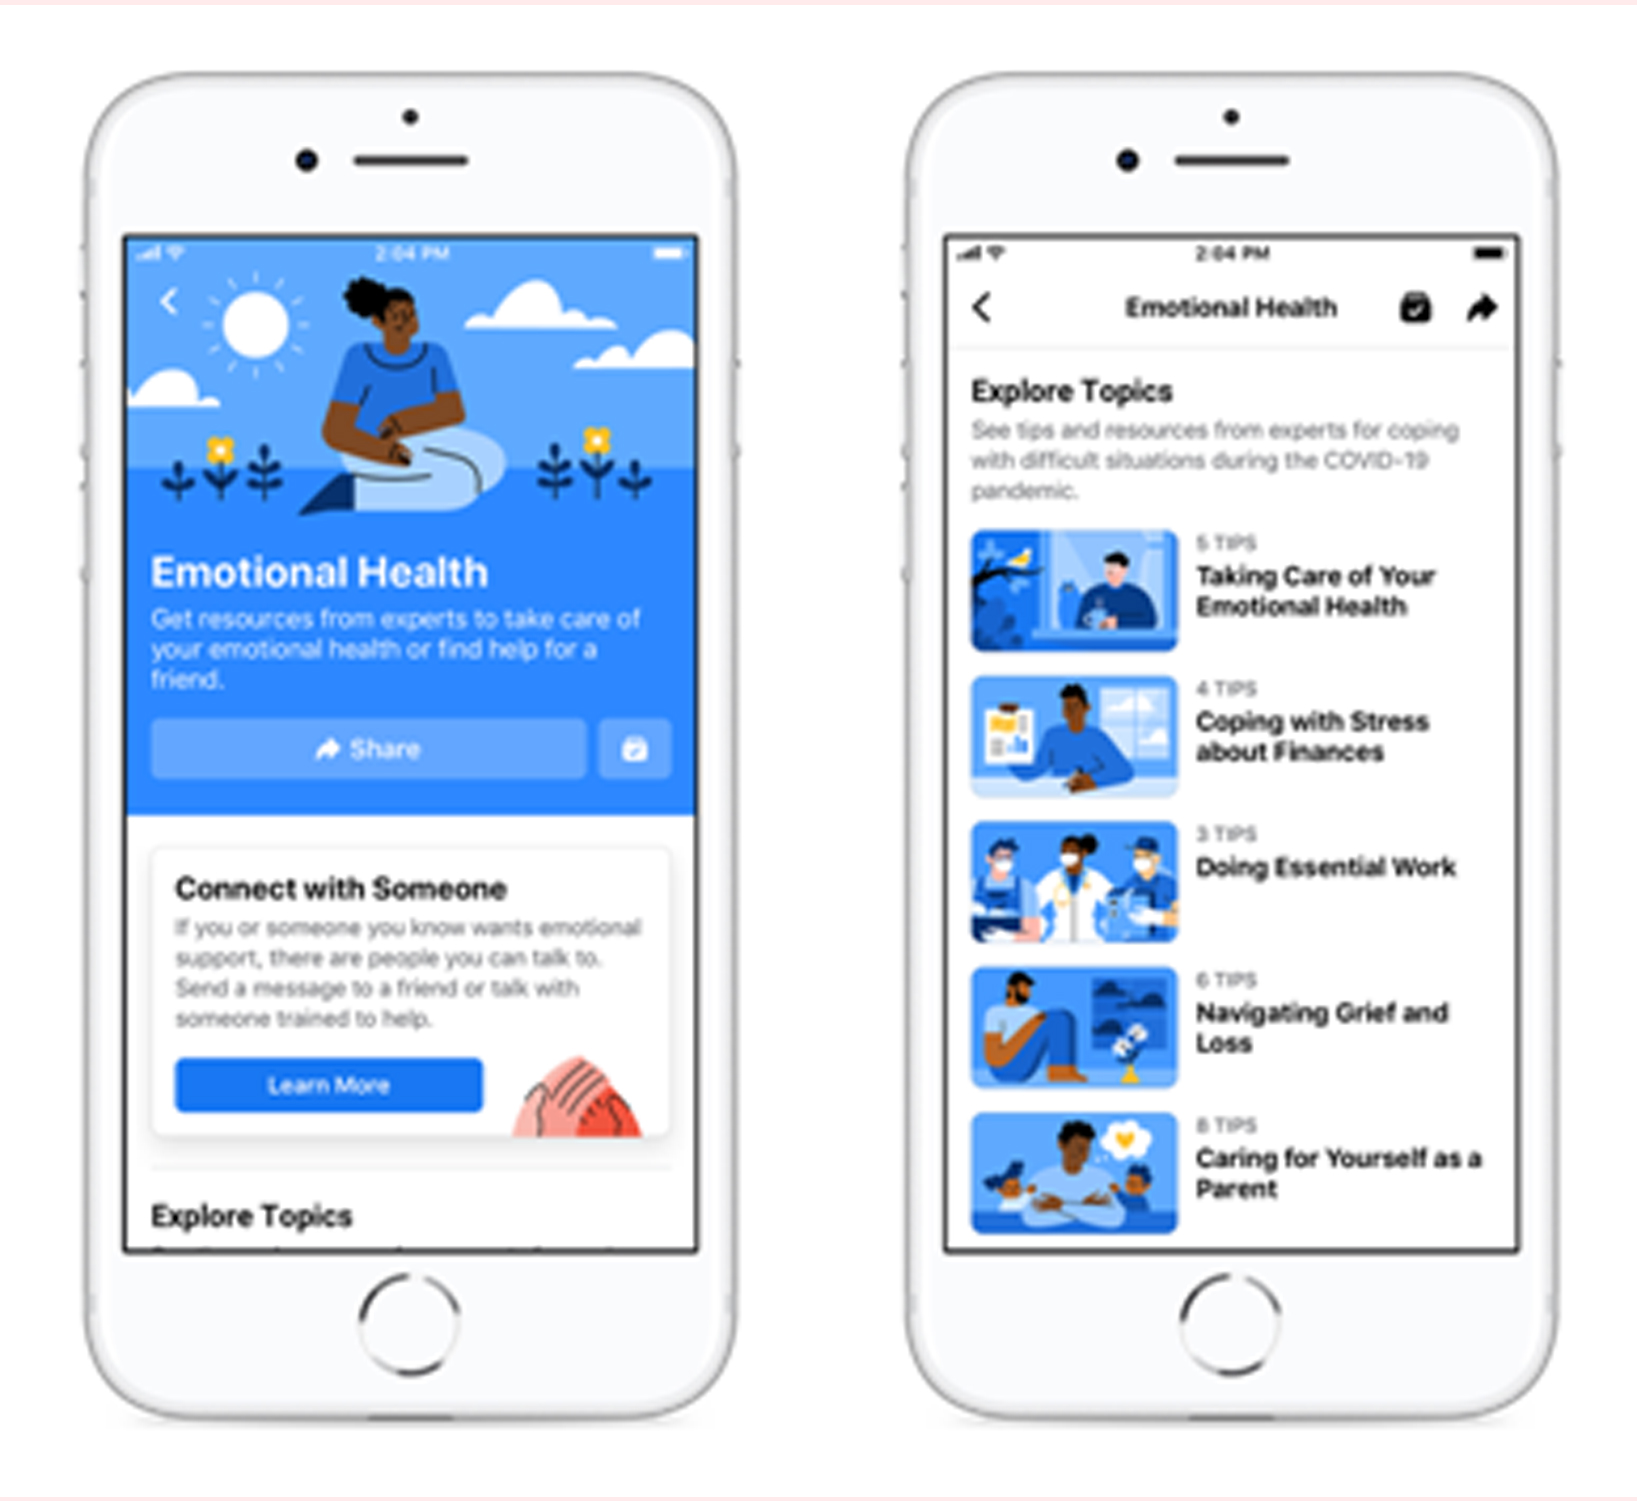 2:04 PM
Emotional Health
Get resources from experts to take care of
your emotional health or find help for a
friend.
Share
Connect with Someone
If you or someone you know wants emotional
support, there are people you can talk to.
Send a message to a friend or talk with
someone trained to help.
Learn More
Explore Topics
2:04 PM
Emotional Health
Explore Topics
See tips and resources from experts for coping
with difficult situations during the COVID-19
pandemic.
5 TIPS
Taking Care of Your
Emotional Health
4 TIPS
Coping with Stress
about Finances
3 TIPS
Doing Essential Work
6 TIPS
Navigating Grief and
Loss
8 TIPS
Caring for Yourself as a
Parent